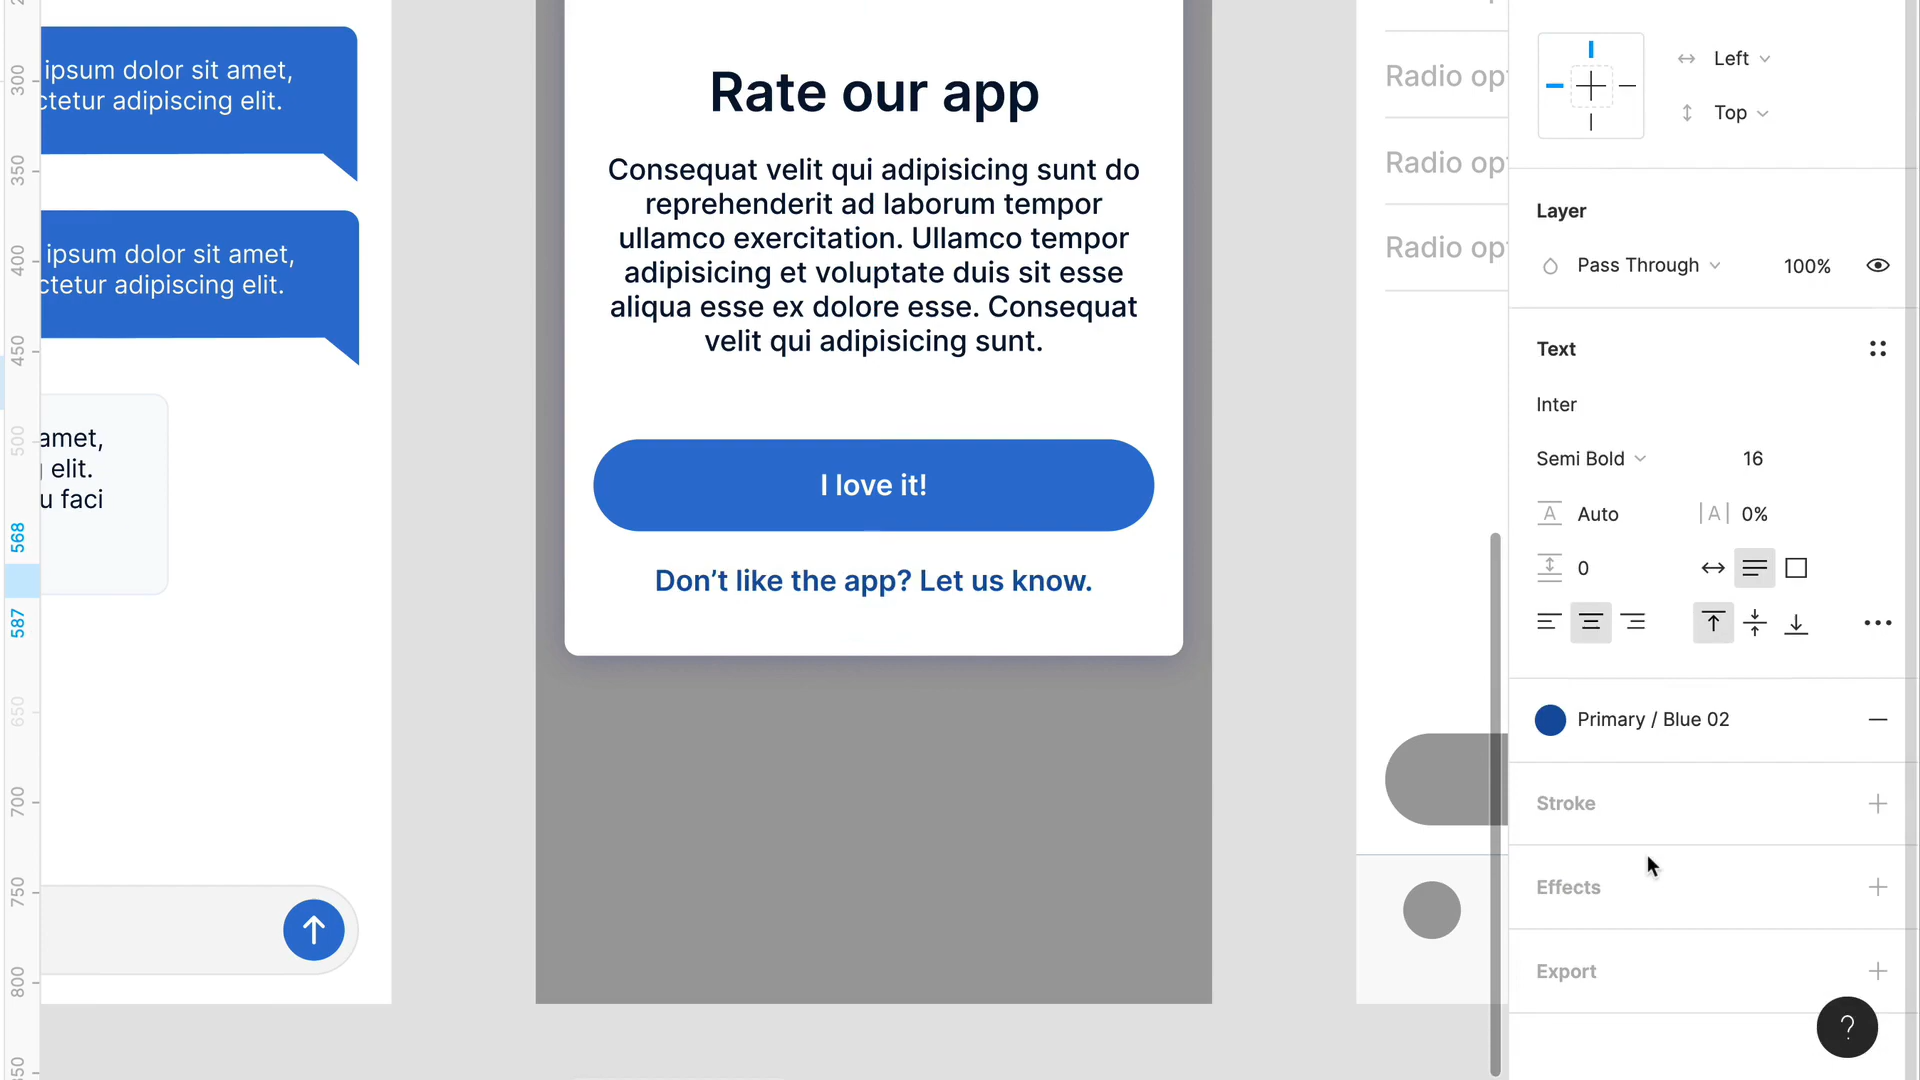 ipsum dolor sit amet,
ctetur adipiscing elit.
ipsum dolor sit amet,
ctetur adipiscing elit.
amet,
elit.
u faci
300
350
400
450
500
568
587
650
700
750
800
Rate our app
Consequat velit qui adipisicing sunt do
reprehenderit ad laborum tempor
ullamco exercitation. Ullamco tempor
adipisicing et voluptate duis sit esse
aliqua esse ex dolore esse. Consequat
velit qui adipisicing sunt.
I love it!
Don’t like the app? Let us know.
Radio opt
Radio opt
Radio opt
Left
Top
Layer
Pass Through 100%
Text
Inter
Semi Bold 16
A Auto |A| 0%
0
Primary / Blue 02
Stroke
Effects
Export
?